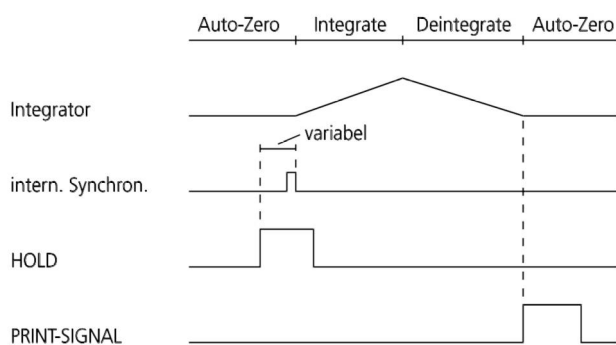 Auto-Zero Integrate Deintegrate Auto-Zero
Integrator
variabel
intern. Synchron.
HOLD
PRINT-SIGNAL